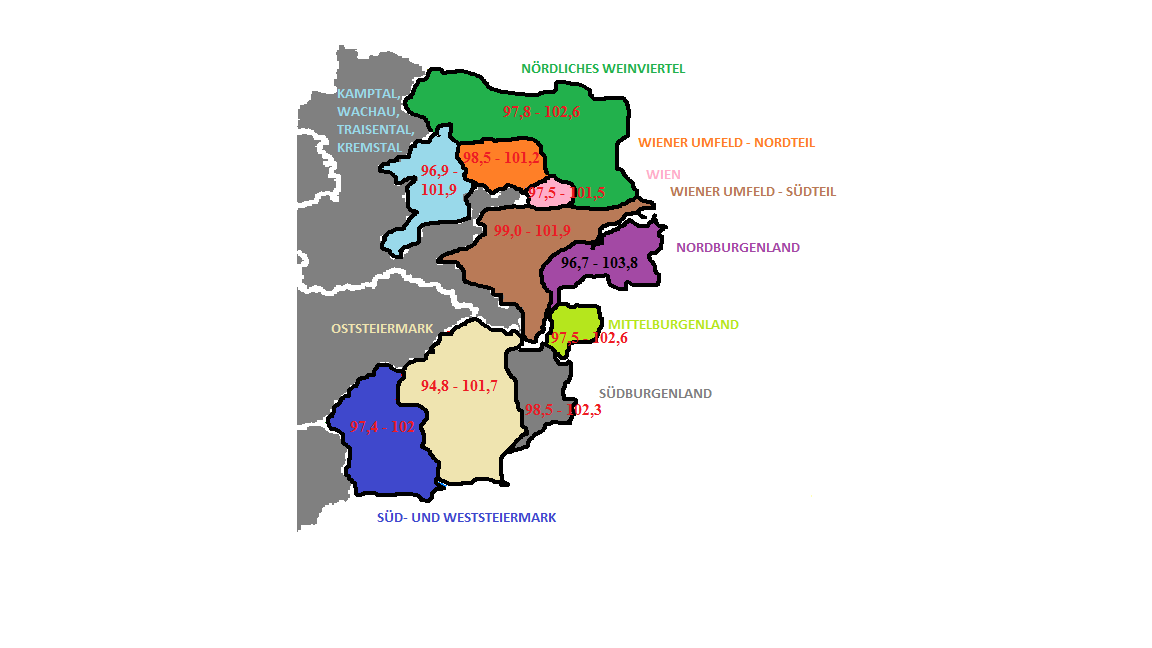 NÖRDLICHES WEINVIERTEL
KAMPTAL,
WACHAU,
TRAISENTAL,
KREMSTAL
97,8 - 102,6
WIENER UMFELD - NORDTEIL
98,5 - 101,2
96,9 -
101,9
WIEN
97,5 - 101,5
WIENER UMFELD - SÜDTEIL
99,0 - 101,9
NORDBURGENLAND
96,7 - 103,8
OSTSTEIERMARK
MITTELBURGENLAND
97,5 - 102,6
94,8 - 101,7
SÜDBURGENLAND
98,5 - 102,3
97,4 - 102
SÜD- UND WESTSTEIERMARK